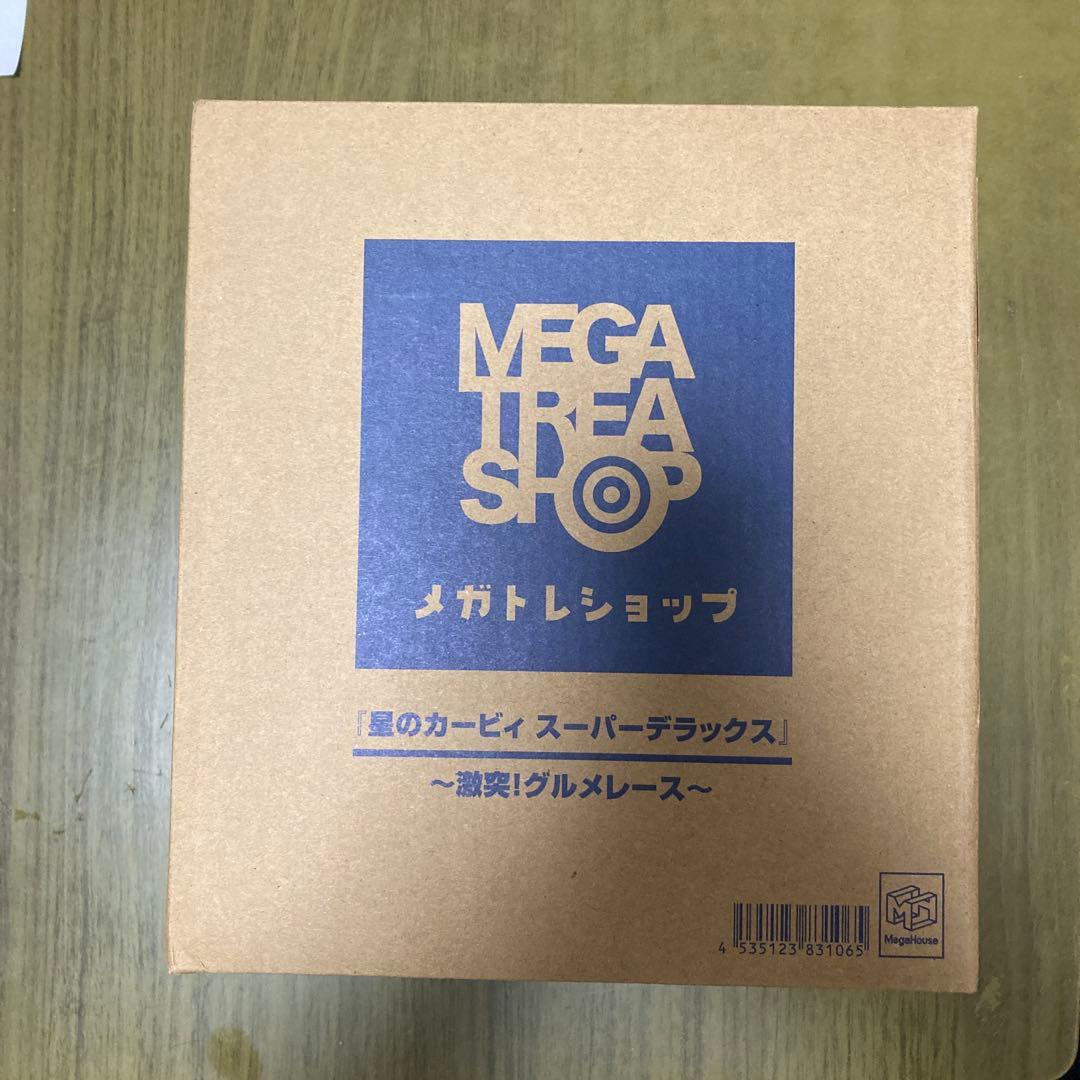 MEGA
TREA
SHOP
メガトレショップ
『星のカービィ スーパーデラックス』
～激突!グルメレース～
4 535123 831065
MegaHouse